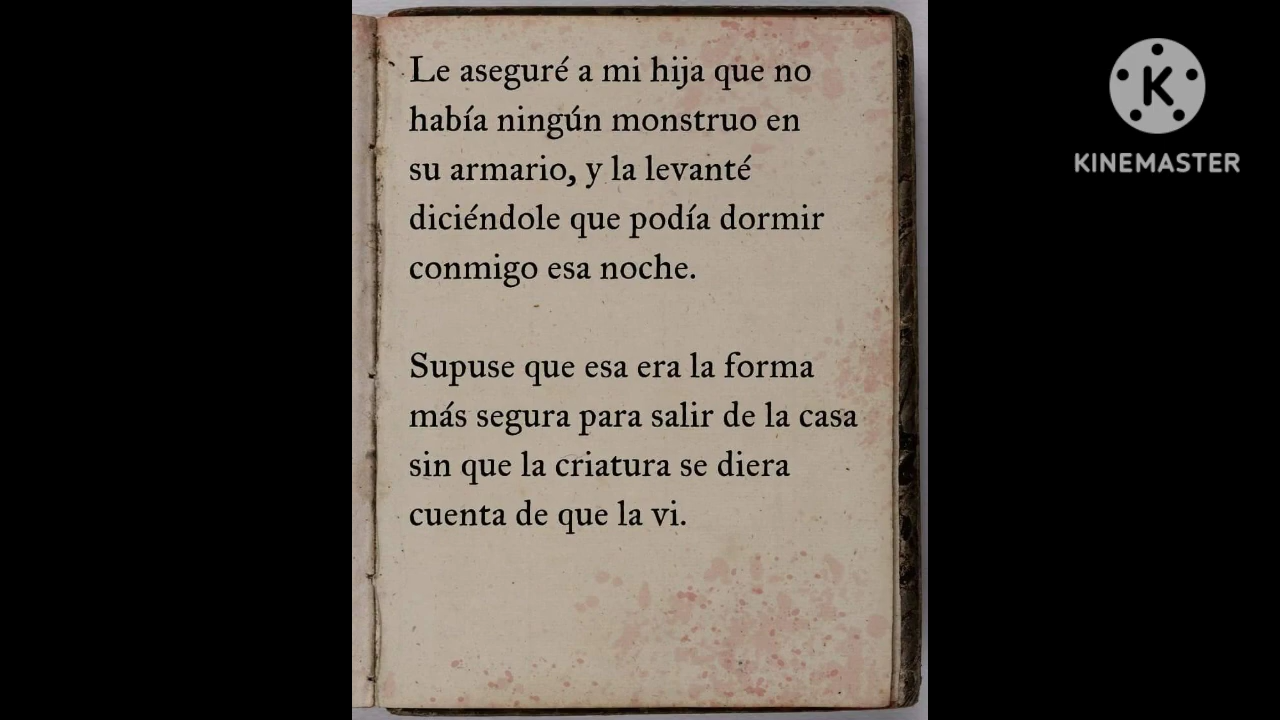 Le aseguré a mi hija que no
había ningún monstruo en
su armario, y la levanté
diciéndole que podía dormir
conmigo esa noche.
Supuse que esa era la forma
más segura para salir de la casa
sin que la criatura se diera
cuenta de que la vi.
K
KINEMASTER